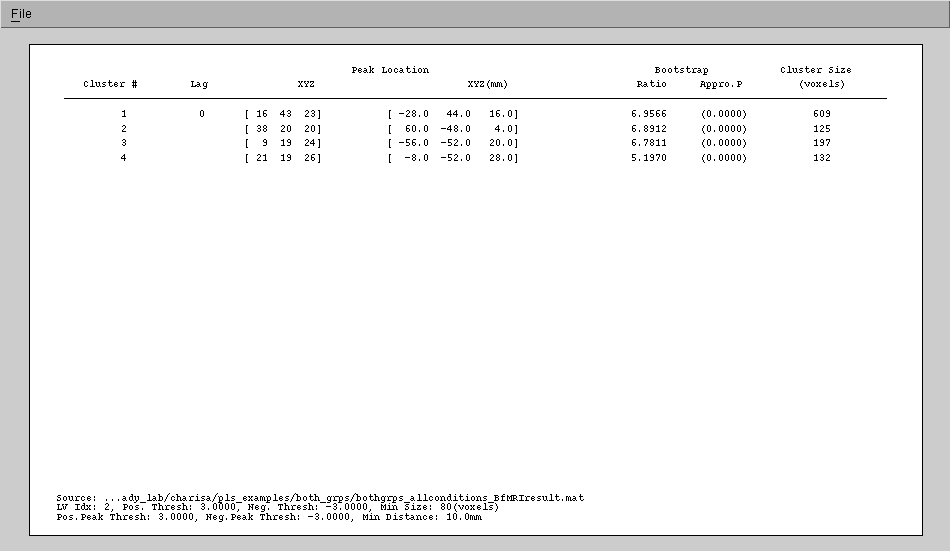 File
Peak Location Bootstrap Cluster Size
Cluster # Lag XYZ XYZ(mm) Ratio Appro.P (voxels)
1 0 [ 16 43 23] [ -28.0 44.0 16.0] 6.9566 (0.0000) 609
2 [ 38 20 20] [ 60.0 -48.0 4.0] 6.8912 (0.0000) 125
3 [ 9 19 24] [ -56.0 -52.0 20.0] 6.7811 (0.0000) 197
4 [ 21 19 26] [ -8.0 -52.0 28.0] 5.1970 (0.0000) 132
Source: ...ady_lab/charisa/pls_examples/both_grps/bothgrps_allconditions_BfMRIresult.mat
LV Idx: 2, Pos. Thresh: 3.0000, Neg. Thresh: -3.0000, Min Size: 80(voxels)
Pos.Peak Thresh: 3.0000, Neg.Peak Thresh: -3.0000, Min Distance: 10.0mm